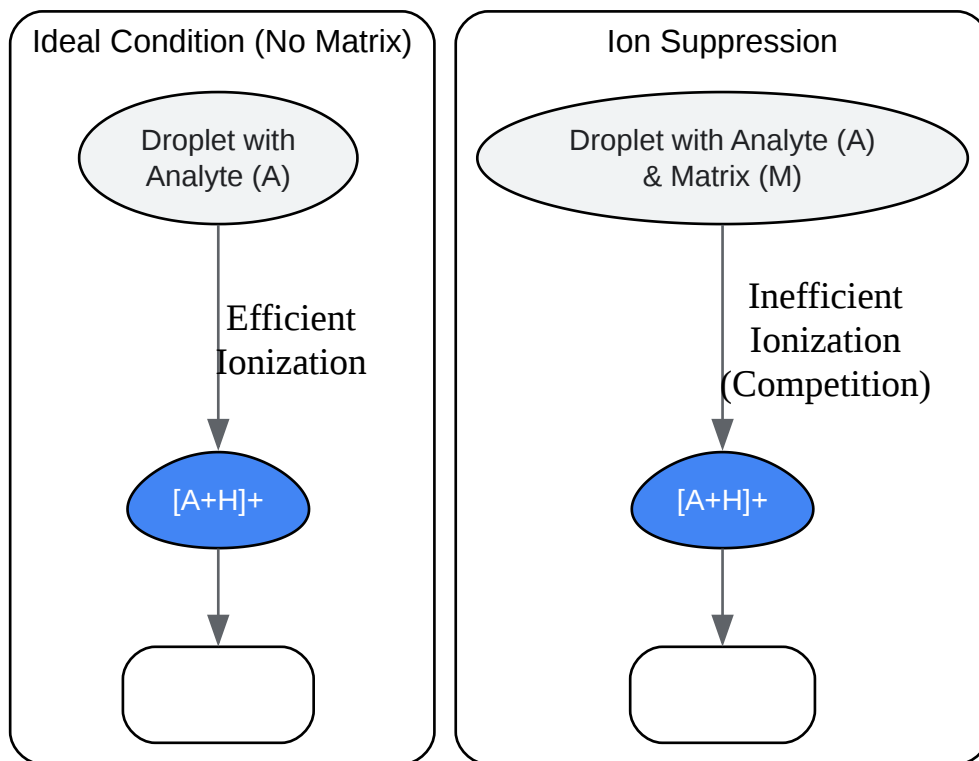 Ideal Condition (No Matrix)
Droplet with
Analyte (A)
Efficient
Ionization
[A+H]+
Ion Suppression
Droplet with Analyte (A)
& Matrix (M)
Inefficient
Ionization
(Competition)
[A+H]+